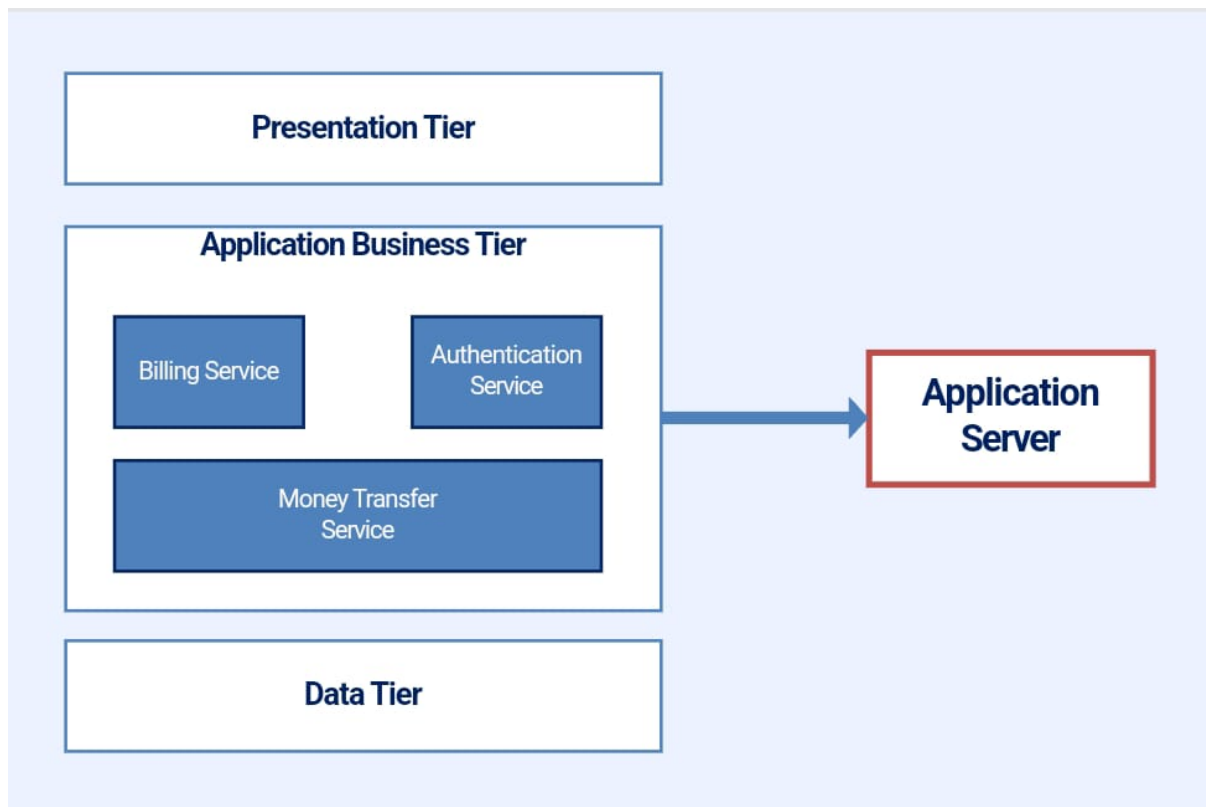 Presentation Tier
Application Business Tier
Billing Service
Authentication
Service
Money Transfer
Service
Application
Server
Data Tier